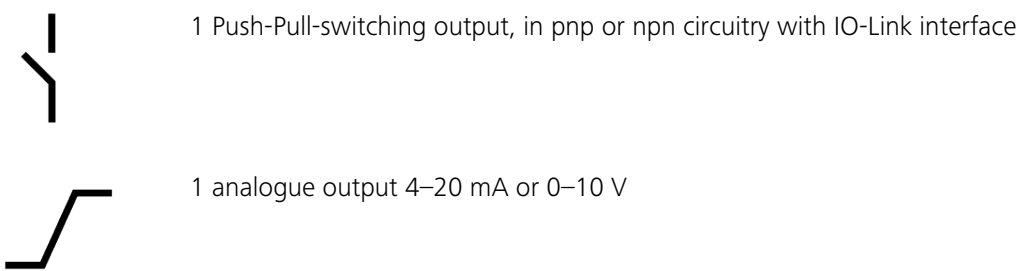 1 Push-Pull-switching output, in pnp or npn circuitry with IO-Link interface
1 analogue output 4–20 mA or 0–10 V